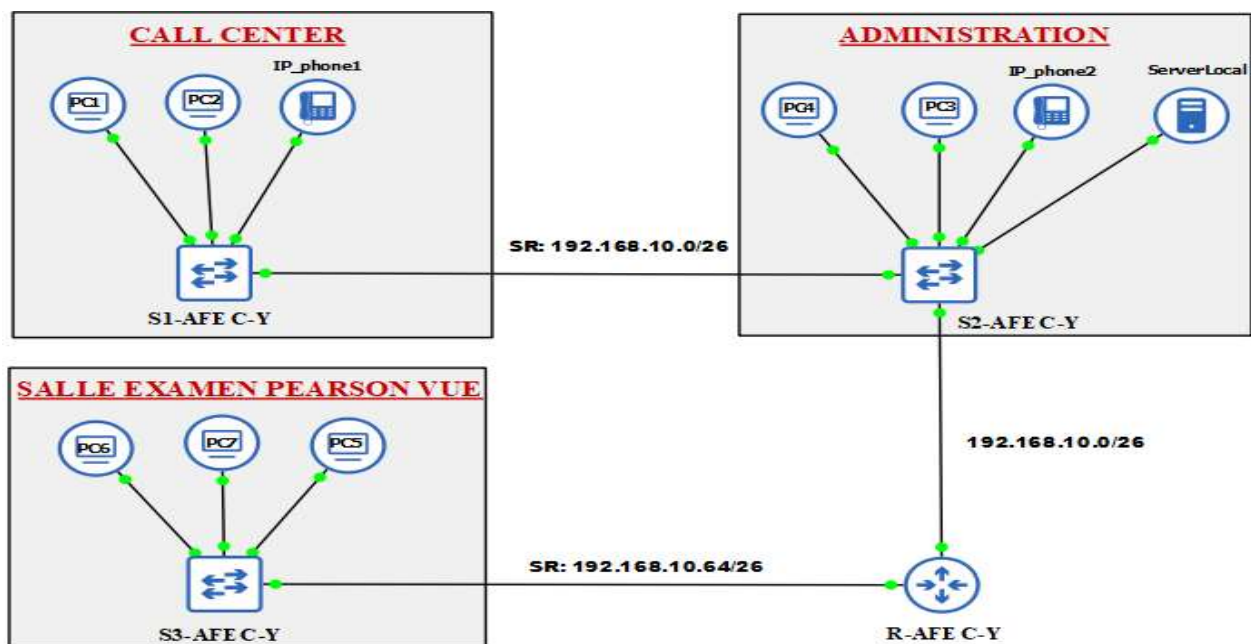 CALL CENTER
IP_phone1
PC1
PC2
S1-AFE C-Y
SR: 192.168.10.0/26
ADMINISTRATION
IP_phone2
ServerLocal
PC4
PC3
S2-AFE C-Y
SALLE EXAMEN PEARSON VUE
PC6
PC7
PC5
S3-AFE C-Y
192.168.10.0/26
SR: 192.168.10.64/26
R-AFE C-Y